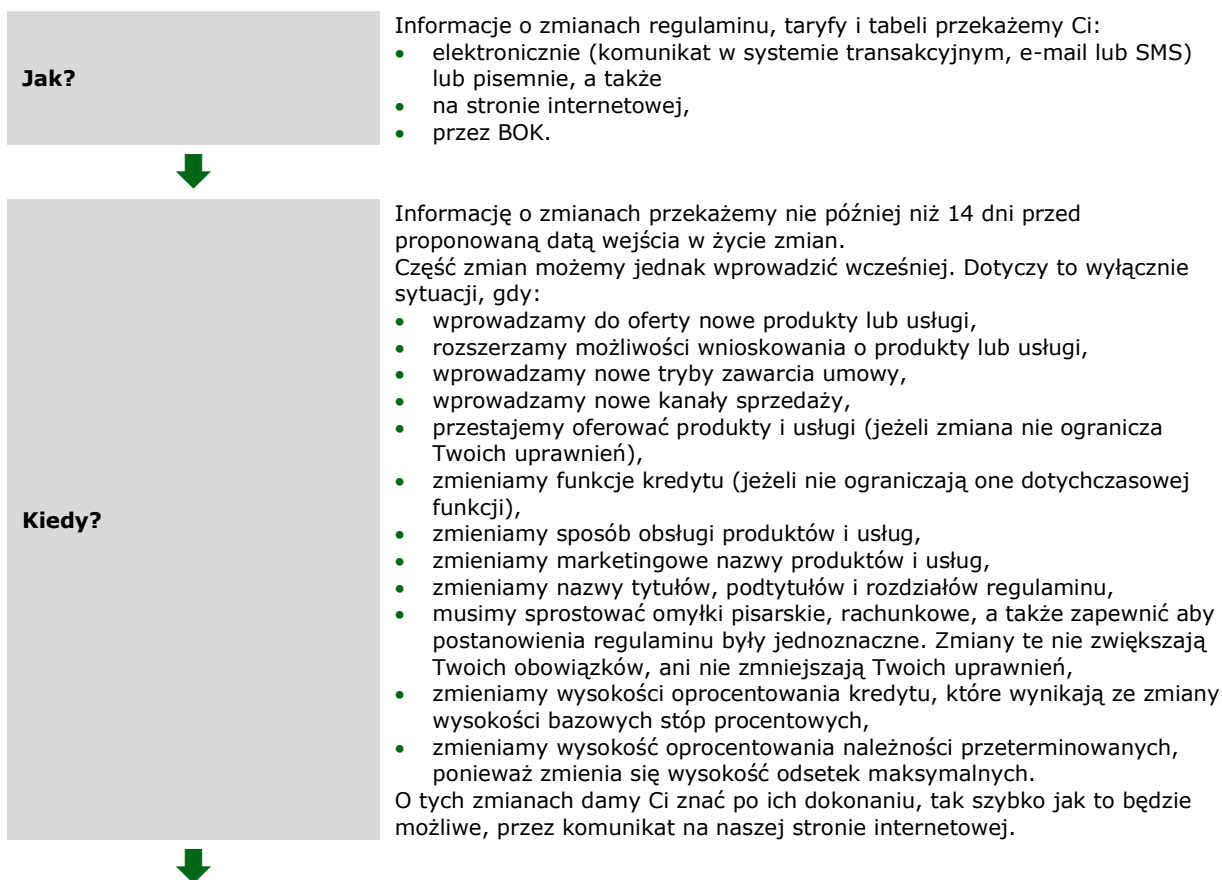 Jak?
Informacje o zmianach regulaminu, taryfy i tabeli przekażemy Ci:
• elektronicznie (komunikat w systemie transakcyjnym, e-mail lub SMS)
lub pisemnie, a także
• na stronie internetowej,
• przez BOK.
Kiedy?
Informację o zmianach przekażemy nie później niż 14 dni przed
proponowaną datą wejścia w życie zmian.
Część zmian możemy jednak wprowadzić wcześniej. Dotyczy to wyłącznie
sytuacji, gdy:
• wprowadzamy do oferty nowe produkty lub usługi,
• rozszerzamy możliwości wnioskowania o produkty lub usługi,
• wprowadzamy nowe tryby zawarcia umowy,
• wprowadzamy nowe kanały sprzedaży,
• przestajemy oferować produkty i usługi (jeżeli zmiana nie ogranicza
Twoich uprawnień),
• zmieniamy funkcje kredytu (jeżeli nie ograniczają one dotychczasowej
funkcji),
• zmieniamy sposób obsługi produktów i usług,
• zmieniamy marketingowe nazwy produktów i usług,
• zmieniamy nazwy tytułów, podtytułów i rozdziałów regulaminu,
• musimy sprostować omyłki pisarskie, rachunkowe, a także zapewnić aby
postanowienia regulaminu były jednoznaczne. Zmiany te nie zwiększają
Twoich obowiązków, ani nie zmniejszają Twoich uprawnień,
• zmieniamy wysokości oprocentowania kredytu, które wynikają ze zmiany
wysokości bazowych stóp procentowych,
• zmieniamy wysokość oprocentowania należności przeterminowanych,
ponieważ zmienia się wysokość odsetek maksymalnych.
O tych zmianach damy Ci znać po ich dokonaniu, tak szybko jak to będzie
możliwe, przez komunikat na naszej stronie internetowej.